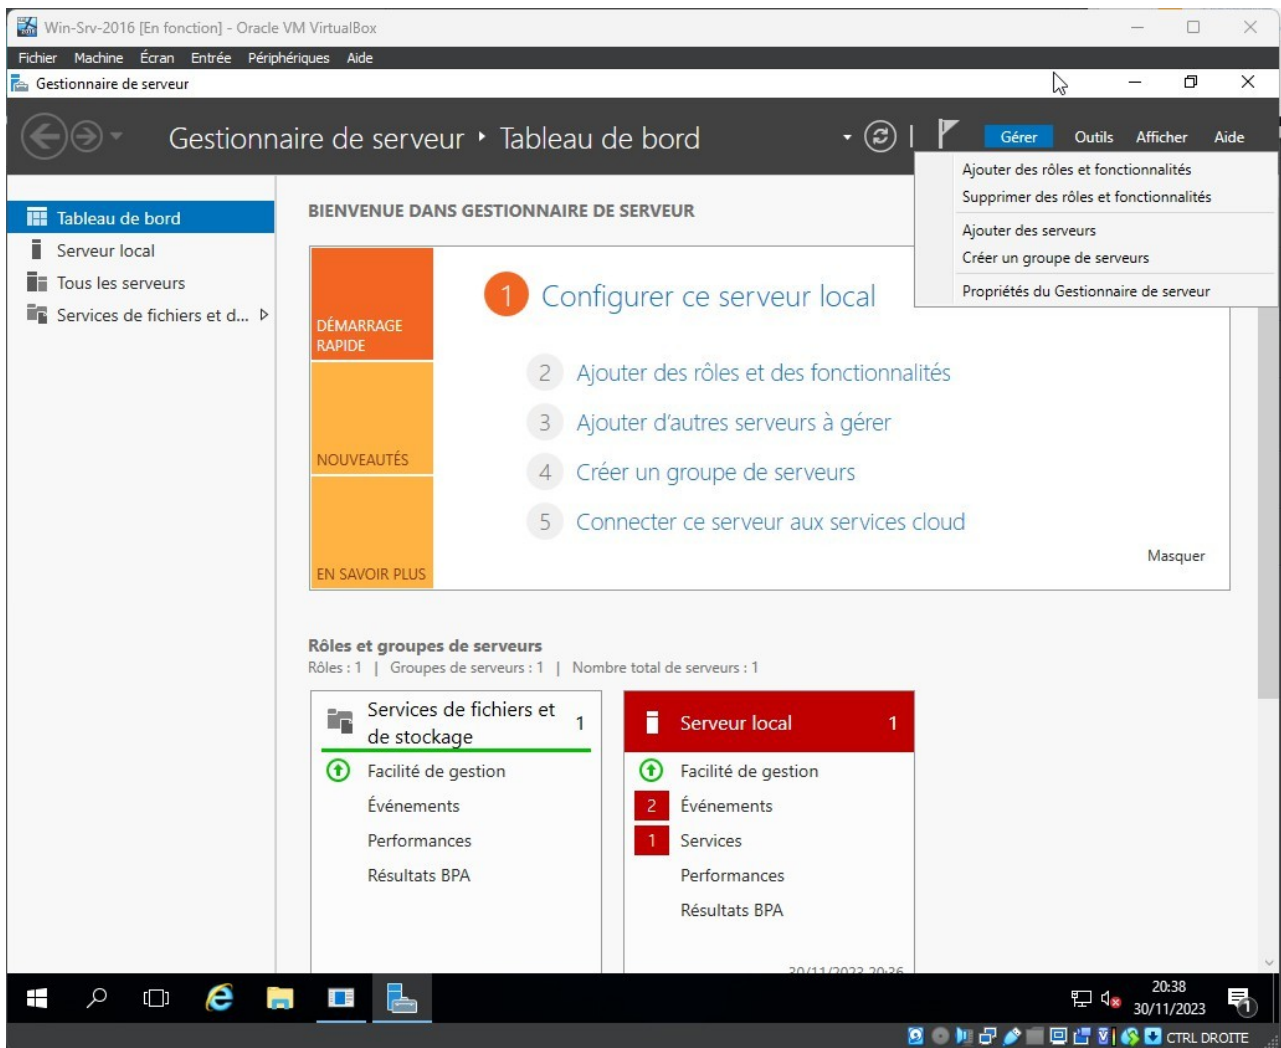 Win-Srv-2016 [En fonction] - Oracle VM VirtualBox
Fichier Machine Écran Entrée Périphériques Aide
Gestionnaire de serveur
Gestionnaire de serveur ‣ Tableau de bord
Gérer Outils Afficher Aide
Ajouter des rôles et fonctionnalités
Supprimer des rôles et fonctionnalités
Ajouter des serveurs
Créer un groupe de serveurs
Propriétés du Gestionnaire de serveur
Tableau de bord
Serveur local
Tous les serveurs
Services de fichiers et d...
BIENVENUE DANS GESTIONNAIRE DE SERVEUR
DÉMARRAGE
RAPIDE
NOUVEAUTÉS
EN SAVOIR PLUS
1 Configurer ce serveur local
2 Ajouter des rôles et des fonctionnalités
3 Ajouter d’autres serveurs à gérer
4 Créer un groupe de serveurs
5 Connecter ce serveur aux services cloud
Masquer
Rôles et groupes de serveurs
Rôles : 1 | Groupes de serveurs : 1 | Nombre total de serveurs : 1
Services de fichiers et
de stockage
1
Facilité de gestion
Événements
Performances
Résultats BPA
Serveur local 1
Facilité de gestion
2 Événements
1 Services
Performances
Résultats BPA
30/11/2023 20:36
20:38
30/11/2023
1
CTRL DROITE